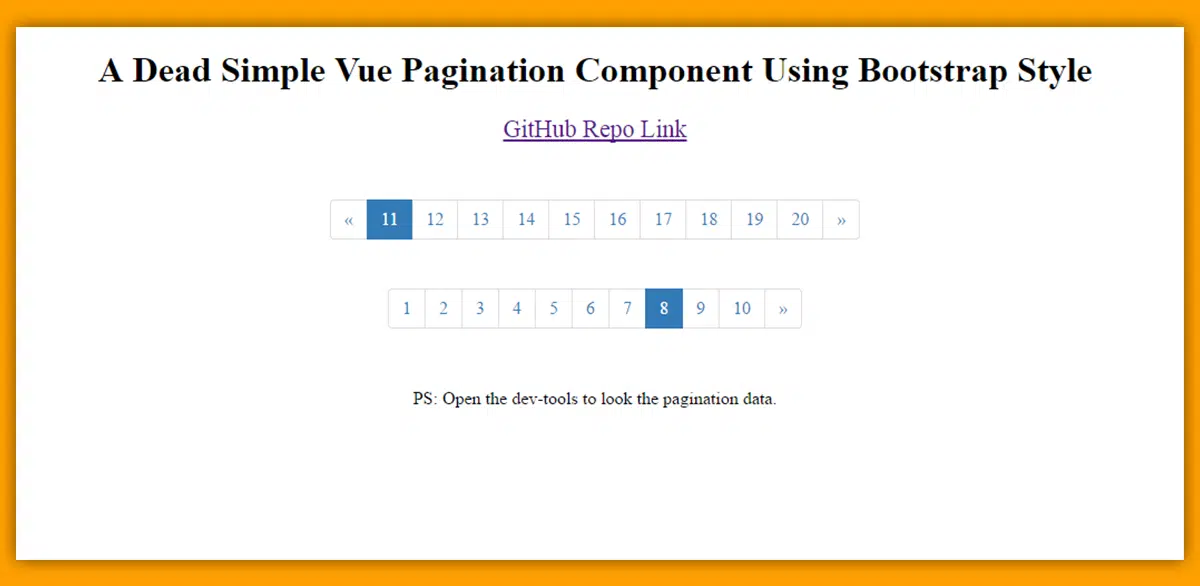 A Dead Simple Vue Pagination Component Using Bootstrap Style
GitHub Repo Link
« 11 12 13 14 15 16 17 18 19 20 »
1 2 3 4 5 6 7 8 9 10 »
PS: Open the dev-tools to look the pagination data.